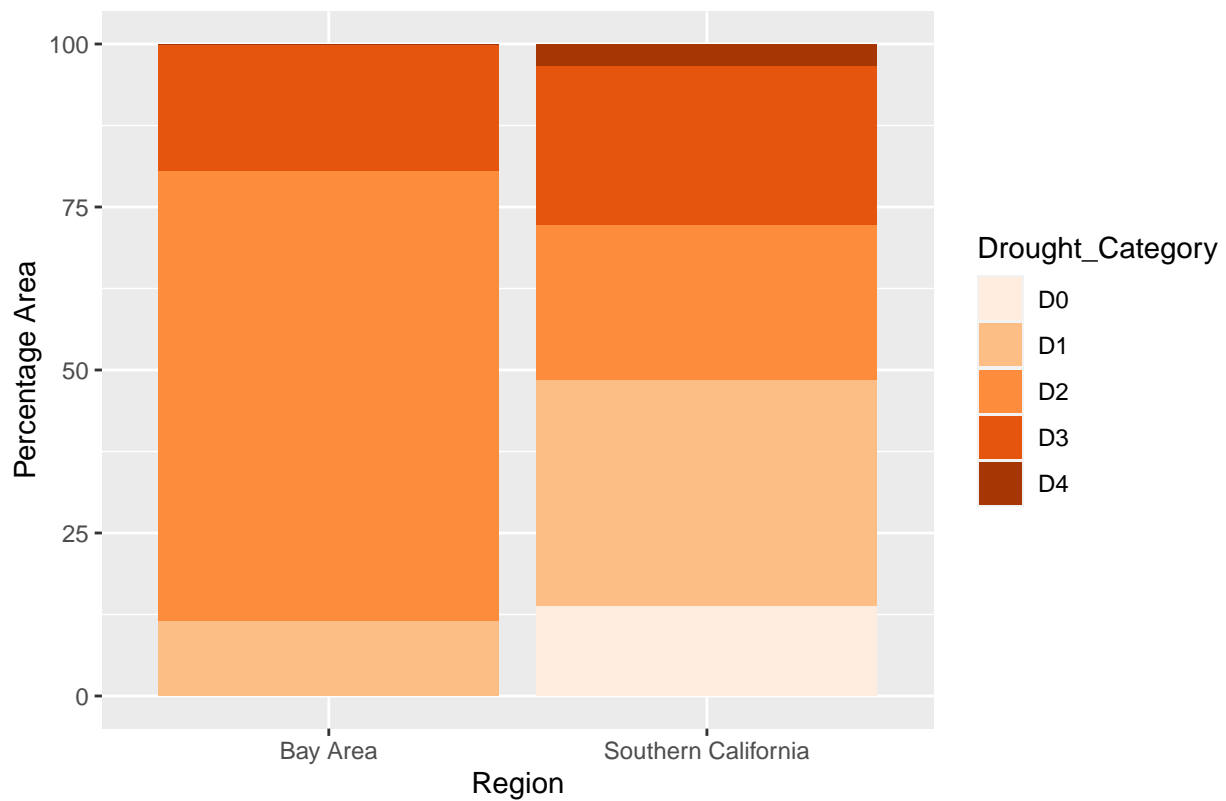 100
75
50
25
0
Percentage Area
Bay Area
Southern California
Region
Drought_Category
D0
D1
D2
D3
D4